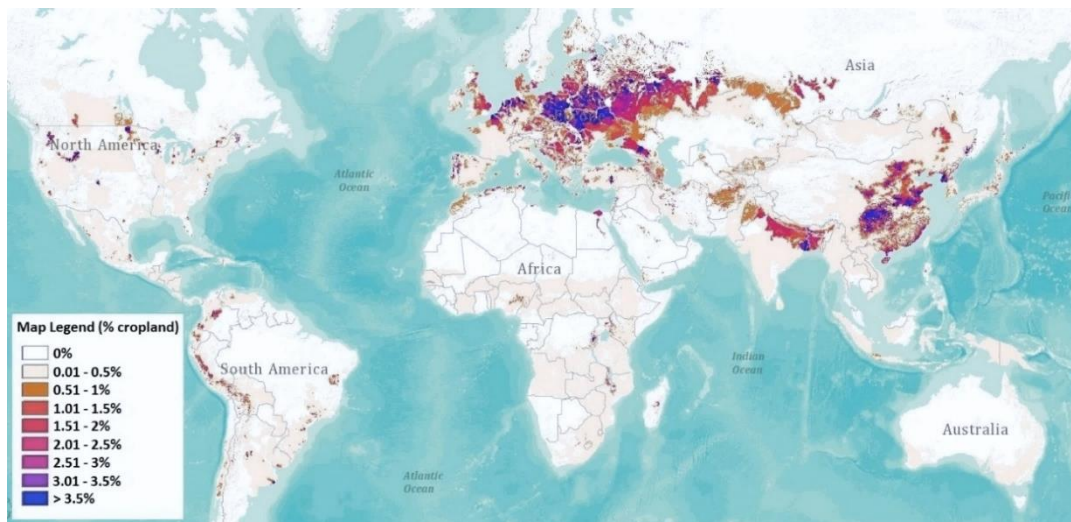 Asia
North America
Atlantic
Ocean
Pacific
Ocean
Africa
Map Legend (% cropland)
0%
0.01 - 0.5%
0.51 - 1%
1.01 - 1.5%
1.51 - 2%
2.01 - 2.5%
2.51 - 3%
3.01 - 3.5%
> 3.5%
South America
Indian
Ocean
Australia
Atlantic
Ocean